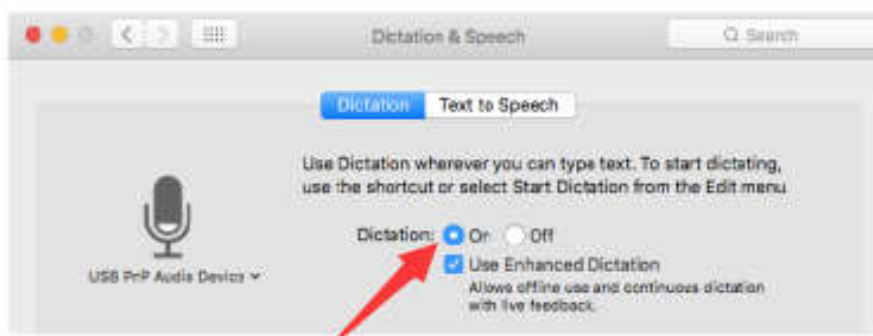 Dictation & Speech
Search
Dictation Text to Speech
Use Dictation wherever you can type text. To start dictating,
use the shortcut or select Start Dictation from the Edit menu
Dictation: On Off
USB PnP Audio Device
Use Enhanced Dictation
Allows offline use and continuous dictation
with live feedback.